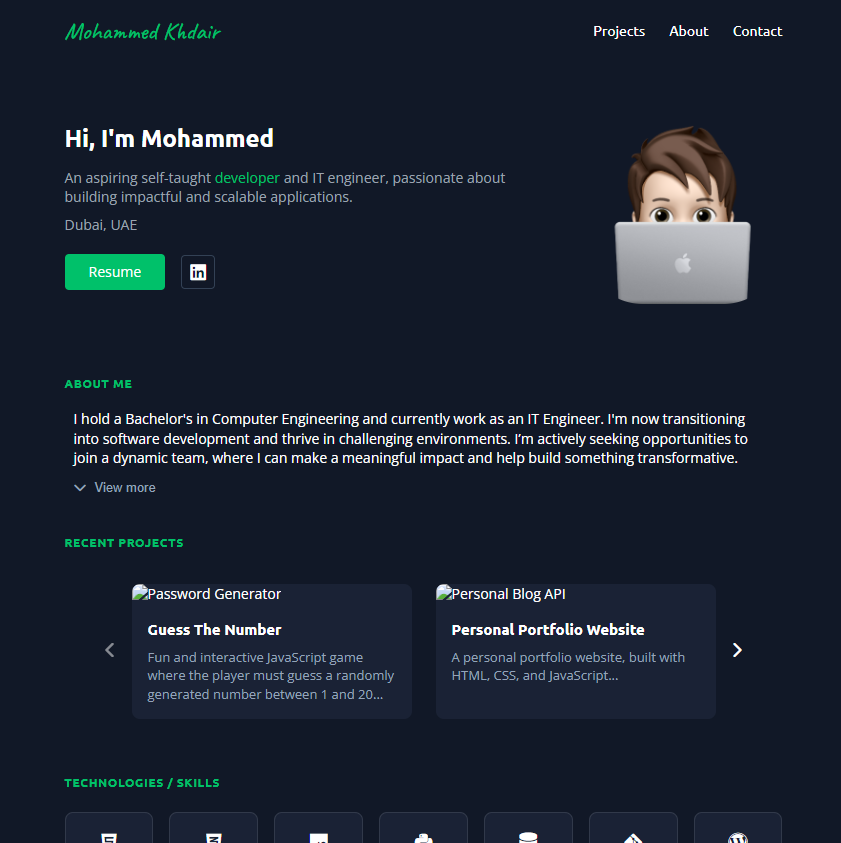 Mohammed Khdair
Projects About Contact
Hi, I'm Mohammed
An aspiring self-taught developer and IT engineer, passionate about
building impactful and scalable applications.
Dubai, UAE
Resume
in
ABOUT ME
I hold a Bachelor's in Computer Engineering and currently work as an IT Engineer. I'm now transitioning
into software development and thrive in challenging environments. I’m actively seeking opportunities to
join a dynamic team, where I can make a meaningful impact and help build something transformative.
View more
RECENT PROJECTS
Password Generator
Guess The Number
Fun and interactive JavaScript game
where the player must guess a randomly
generated number between 1 and 20...
Personal Blog API
Personal Portfolio Website
A personal portfolio website, built with
HTML, CSS, and JavaScript...
TECHNOLOGIES / SKILLS